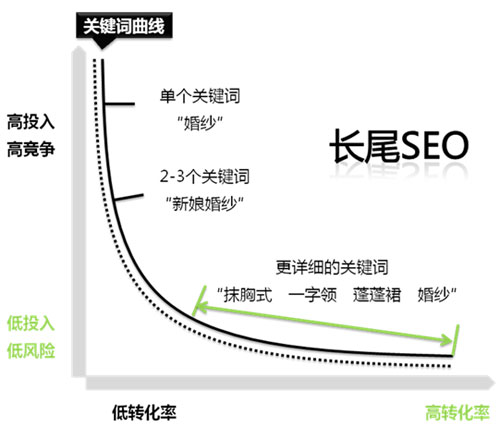 关键词曲线
高投入
高竞争
单个关键词
“婚纱”
长尾SEO
2-3个关键词
“新娘婚纱”
更详细的关键词
“抹胸式 一字领 蓬蓬裙 婚纱”
低投入
低风险
低转化率
高转化率